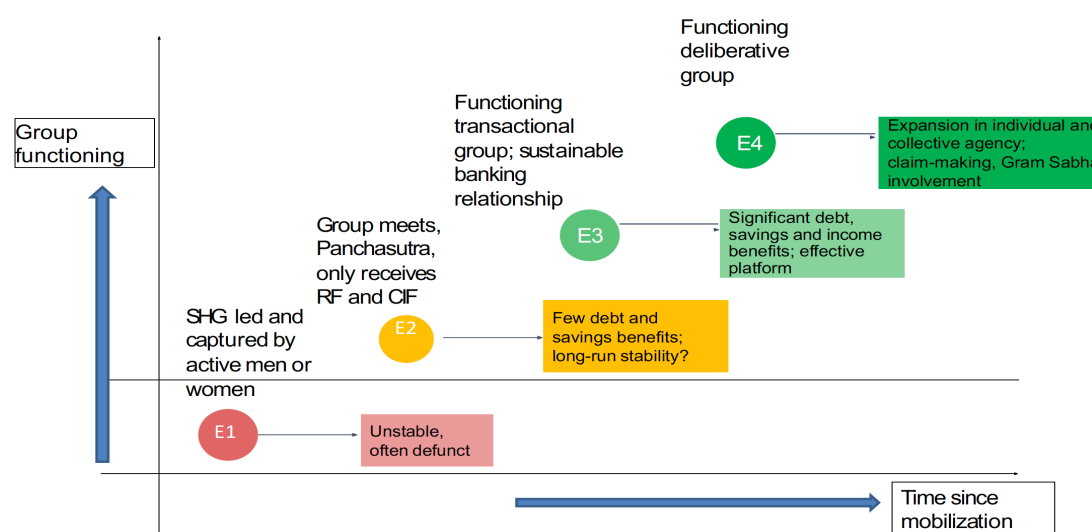 Functioning
deliberative
group
Functioning
transactional
group; sustainable
banking
relationship
Group
functioning
E4
Expansion in individual and
collective agency;
claim-making, Gram Sabha
involvement
Group meets,
Panchasutra,
only receives
RF and CIF
E3
Significant debt,
savings and income
benefits; effective
platform
SHG led and
captured by
active men or
women
E2
Few debt and
savings benefits;
long-run stability?
E1
Unstable,
often defunct
Time since
mobilization